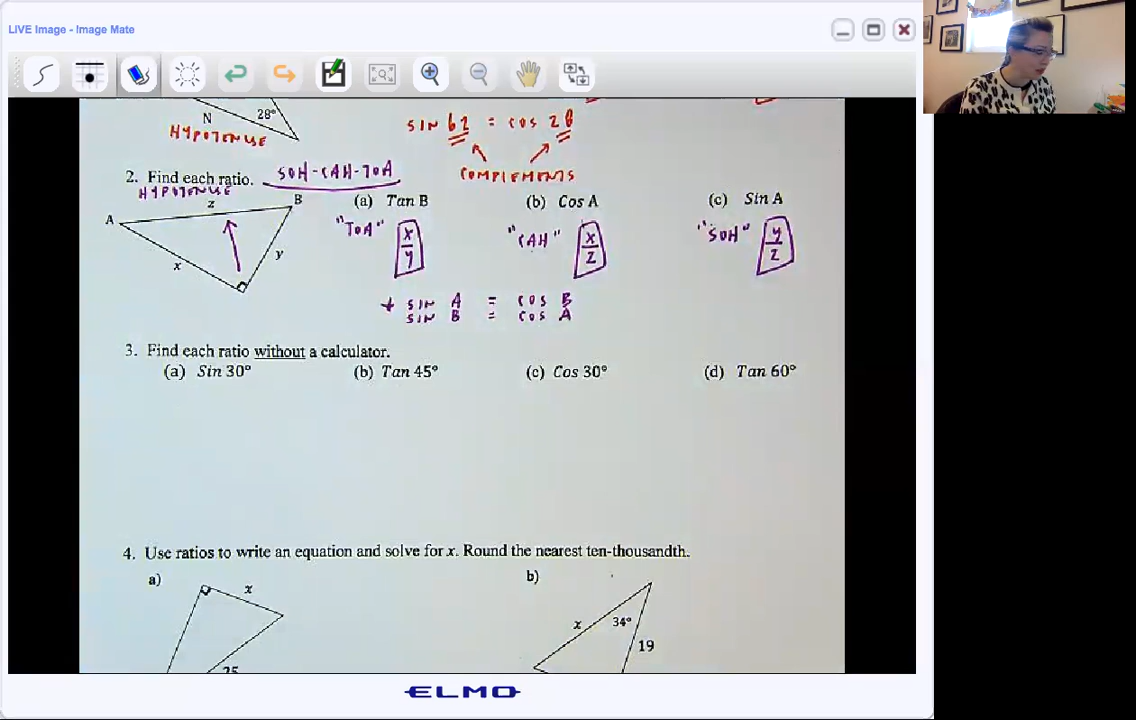 LIVE Image - Image Mate
N
28°
HYPOTENUSE
SIN 62 = COS 28
COMPLEMENTS
2. Find each ratio. SOH-CAH-TOA
HYPOTENUSE
A
z
B
x
y
(a) Tan B
(b) Cos A
(c) Sin A
"TOA" x/y
"CAH" x/z
"SOH" y/z
SIN A = COS B
SIN B = COS A
3. Find each ratio without a calculator.
(a) Sin 30°
(b) Tan 45°
(c) Cos 30°
(d) Tan 60°
4. Use ratios to write an equation and solve for x. Round the nearest ten-thousandth.
a)
x
25
b)
x
34°
19
ELMO